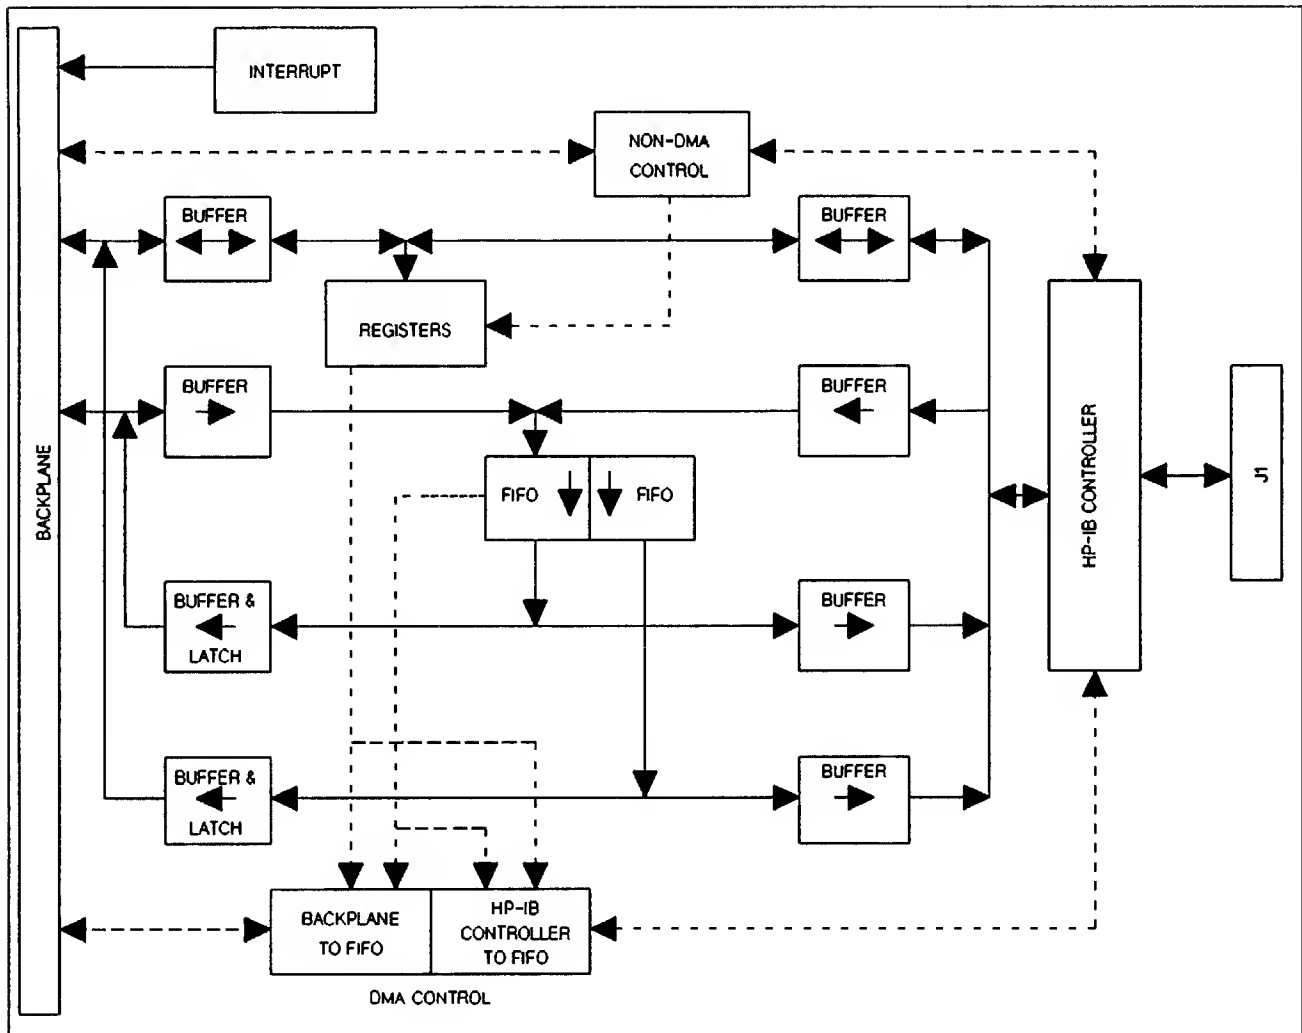 INTERRUPT
NON-DMA
CONTROL
BUFFER
BUFFER
REGISTERS
BUFFER
BUFFER
BACKPLANE
HP-IB CONTROLLER
J1
FIFO
FIFO
BUFFER &
LATCH
BUFFER
BUFFER &
LATCH
BUFFER
BACKPLANE
TO FIFO
HP-IB
CONTROLLER
TO FIFO
DMA CONTROL